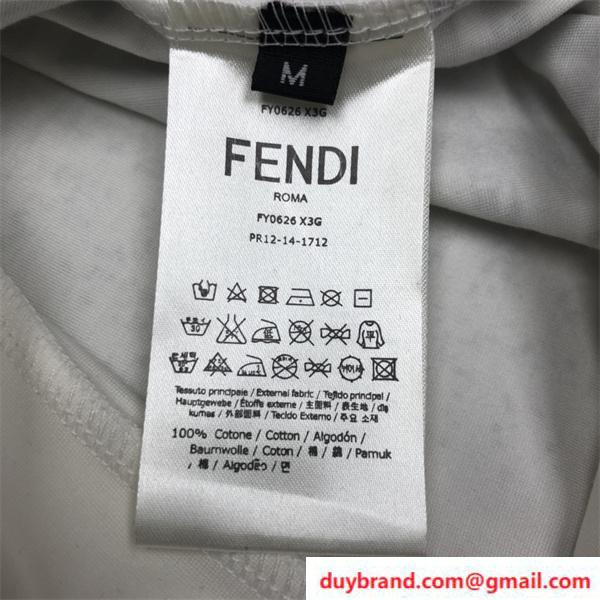 M
FY0626 X3G
FENDI
ROMA
FY0626 X3G
PR12-14-1712
30
平
Tessuto principale / External fabric / Tejido principal /
Hauptgewebe / Étoffe externe / 主面料 / 表生地 / dış
kumaş / 外部面料 / Tecido Externo / 주요 소재
100% Cotone / Cotton / Algodón /
Baumwolle / Coton / 棉 / 綿 / Pamuk
/ 棉 / Algodão / 면
duybrand.com@gmail.com